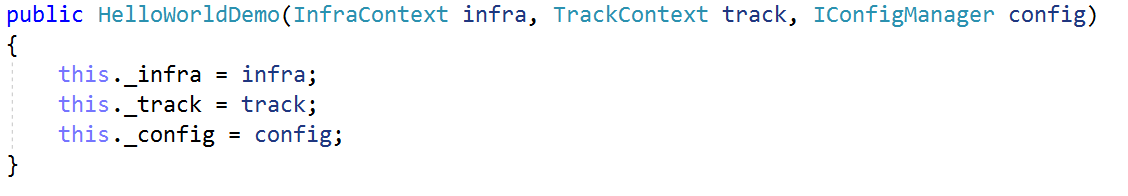 public HelloWorldDemo(InfraContext infra, TrackContext track, IConfigManager config)
{
    this._infra = infra;
    this._track = track;
    this._config = config;
}